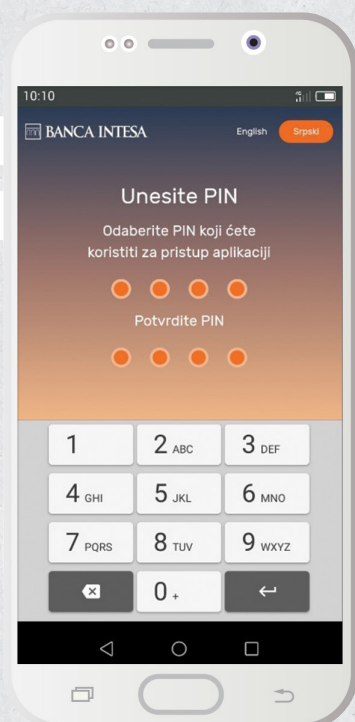 10:10
4G
BANCA INTESA
English
Srpski
Unesite PIN
Odaberite PIN koji ćete
koristiti za pristup aplikaciji
Potvrdite PIN
1
2 ABC
3 DEF
4 GHI
5 JKL
6 MNO
7 PQRS
8 TUV
9 WXYZ
0 +